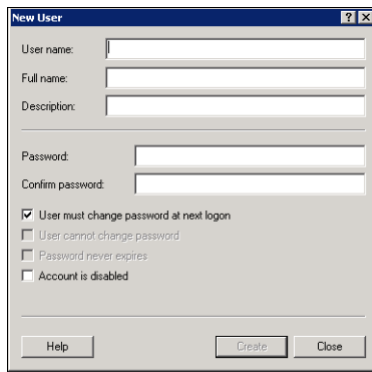 New User
User name:
Full name:
Description:
Password:
Confirm password:
User must change password at next logon
User cannot change password
Password never expires
Account is disabled
Help
Create
Close